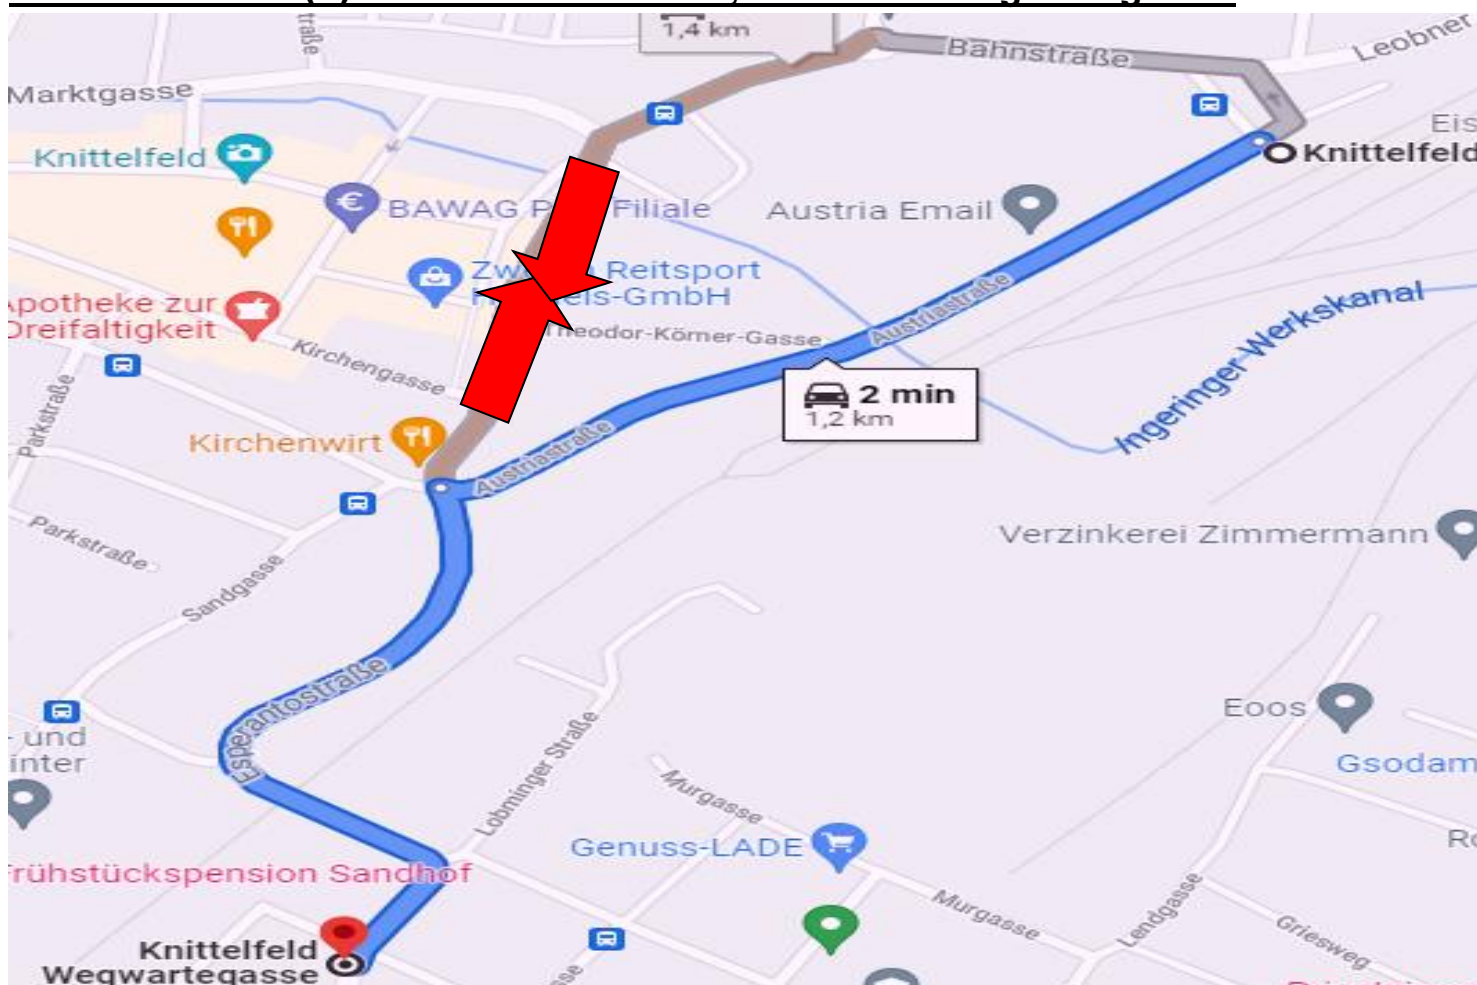 1,4 km
Bahnstraße
Leobner
Marktgasse
Knittelfeld
Eis
Knittelfeld
BAWAG P Filiale
Austria Email
Reitsport
els-GmbH
Apotheke zur
Dreifaltigkeit
Theodor-Körner-Gasse
Austriastraße
Ingeringer Werkskanal
Kirchengasse
2 min
1,2 km
Parkstraße
Kirchenwirt
Austriastraße
Parkstraße
Verzinkerei Zimmermann
Sandgasse
Esperantostraße
Eoos
- und
inter
Gsodam
Lobminger Straße
Murgasse
Genuss-LADE
Frühstückspension Sandhof
Murgasse
Lendgasse
Griesweg
Knittelfeld
Wegwartegasse